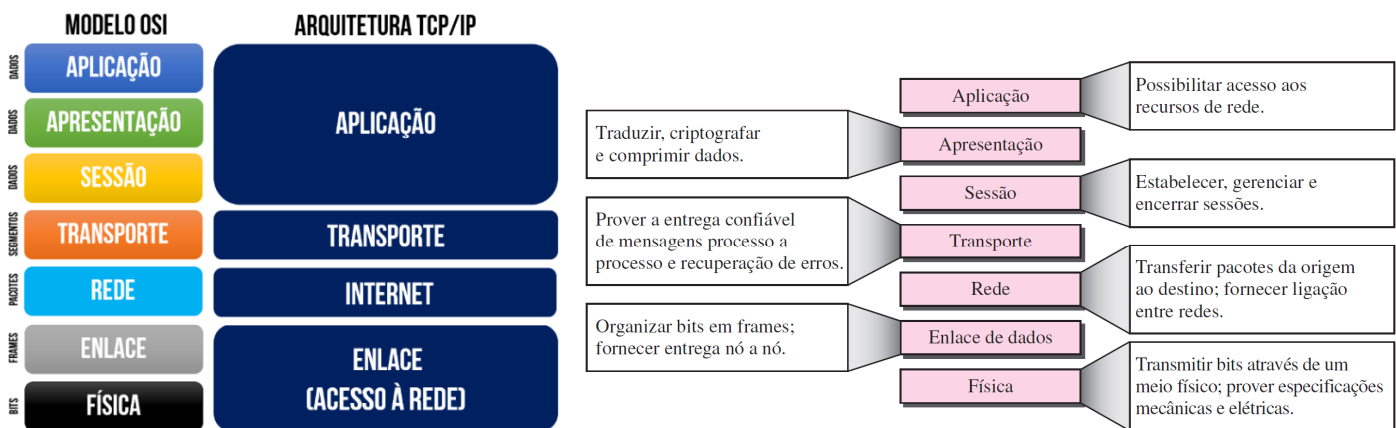 MODELO OSI
ARQUITETURA TCP/IP
DADOS
APLICAÇÃO
DADOS
APRESENTAÇÃO
DADOS
SESSÃO
SEGMENTOS
TRANSPORTE
PACOTES
REDE
FRAMES
ENLACE
BITS
FÍSICA
APLICAÇÃO
TRANSPORTE
INTERNET
ENLACE
(ACESSO À REDE)
Traduzir, criptografar
e comprimir dados.
Prover a entrega confiável
de mensagens processo a
processo e recuperação de erros.
Organizar bits em frames;
fornecer entrega nó a nó.
Aplicação
Apresentação
Sessão
Transporte
Rede
Enlace de dados
Física
Possibilitar acesso aos
recursos de rede.
Estabelecer, gerenciar e
encerrar sessões.
Transferir pacotes da origem
ao destino; fornecer ligação
entre redes.
Transmitir bits através de um
meio físico; prover especificações
mecânicas e elétricas.